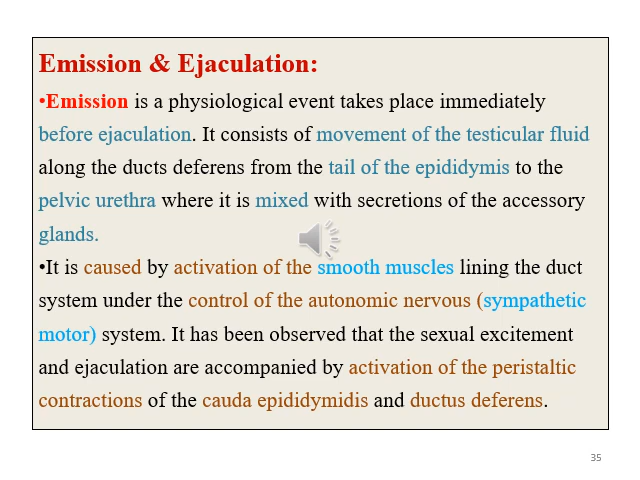 Emission & Ejaculation:
•Emission is a physiological event takes place immediately
before ejaculation. It consists of movement of the testicular fluid
along the ducts deferens from the tail of the epididymis to the
pelvic urethra where it is mixed with secretions of the accessory
glands.
•It is caused by activation of the smooth muscles lining the duct
system under the control of the autonomic nervous (sympathetic
motor) system. It has been observed that the sexual excitement
and ejaculation are accompanied by activation of the peristaltic
contractions of the cauda epididymidis and ductus deferens.
35